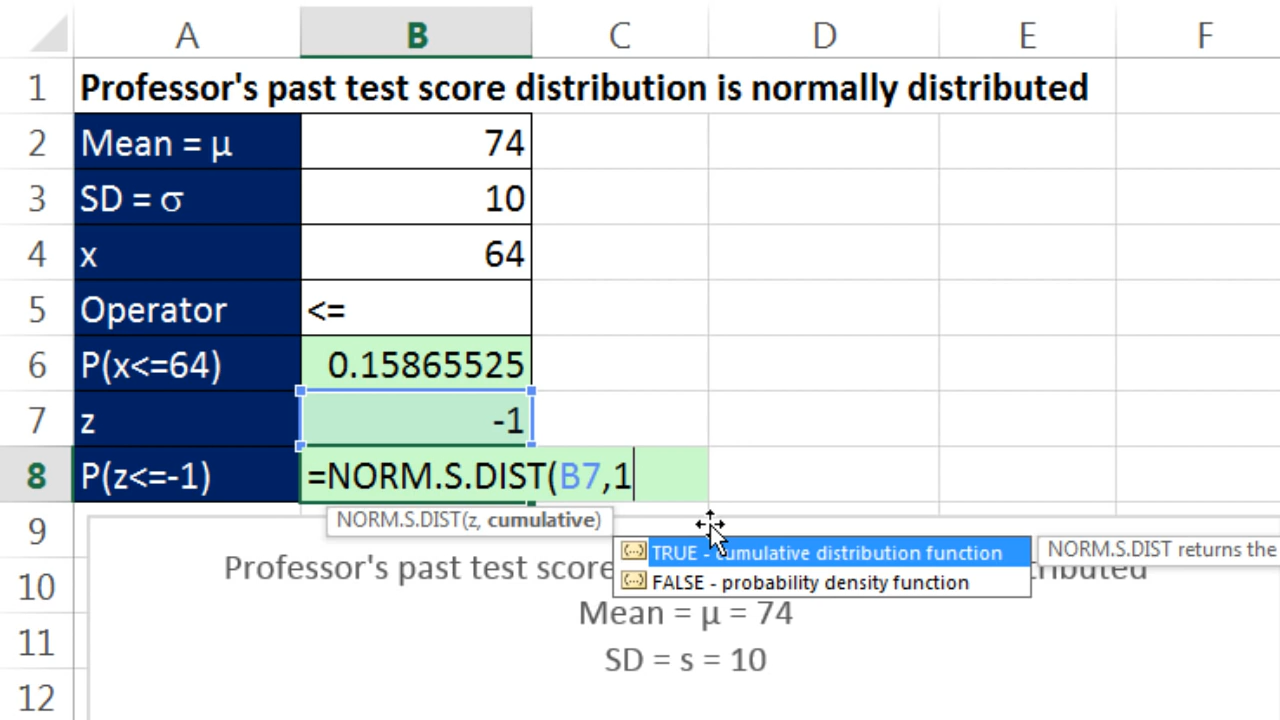 A B C D E F
1 Professor's past test score distribution is normally distributed
2 Mean = μ 74
3 SD = σ 10
4 x 64
5 Operator <=
6 P(x<=64) 0.15865525
7 z -1
8 P(z<=-1) =NORM.S.DIST(B7,1
NORM.S.DIST(z, cumulative)
9
TRUE - cumulative distribution function NORM.S.DIST returns the
10 Professor's past test score
FALSE - probability density function
11 Mean = μ = 74
SD = s = 10
12